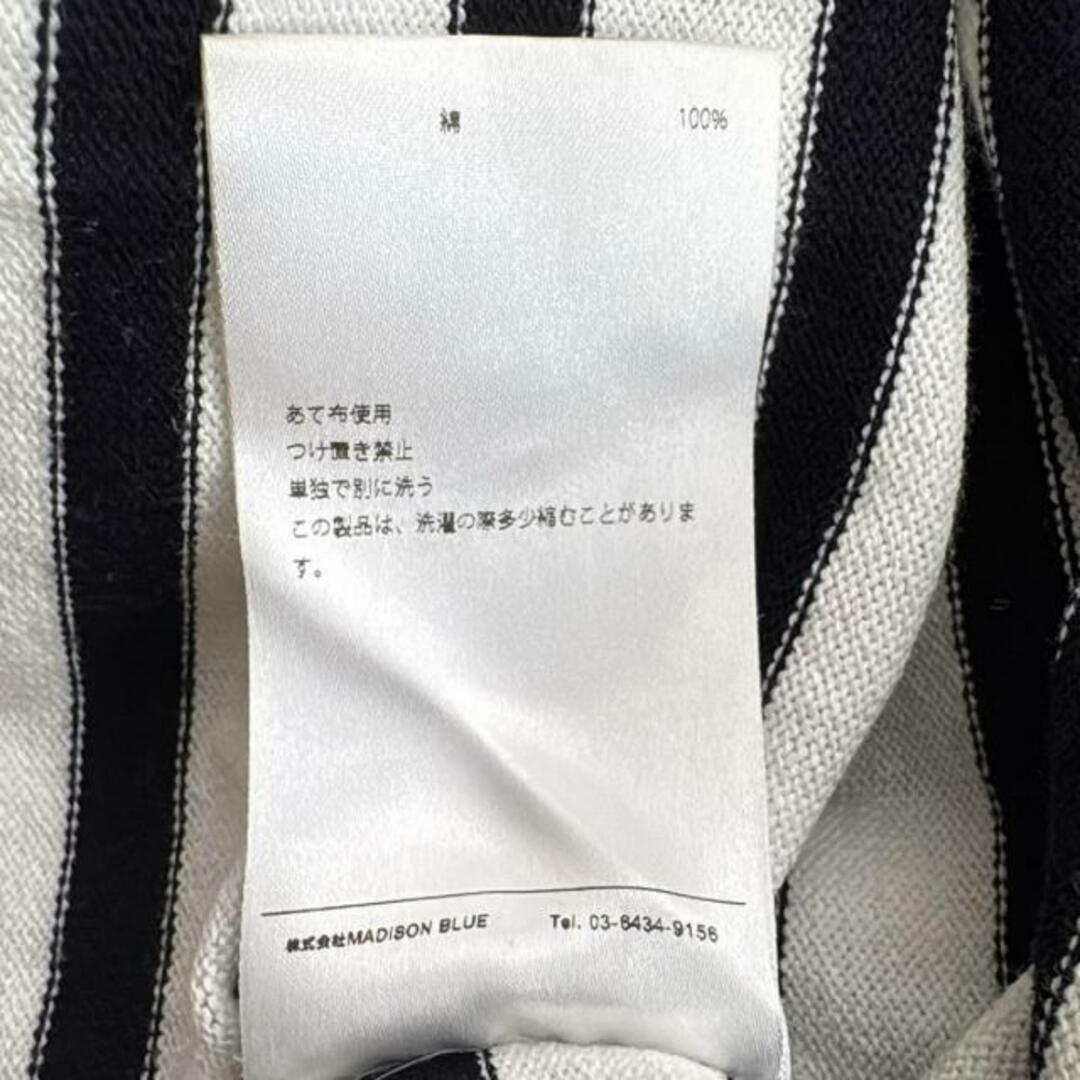 綿 100%
あて布使用
つけ置き禁止
単独で別に洗う
この製品は、洗濯の際多少縮むことがありま
す。
株式会社MADISON BLUE Tel. 03-6434-9156